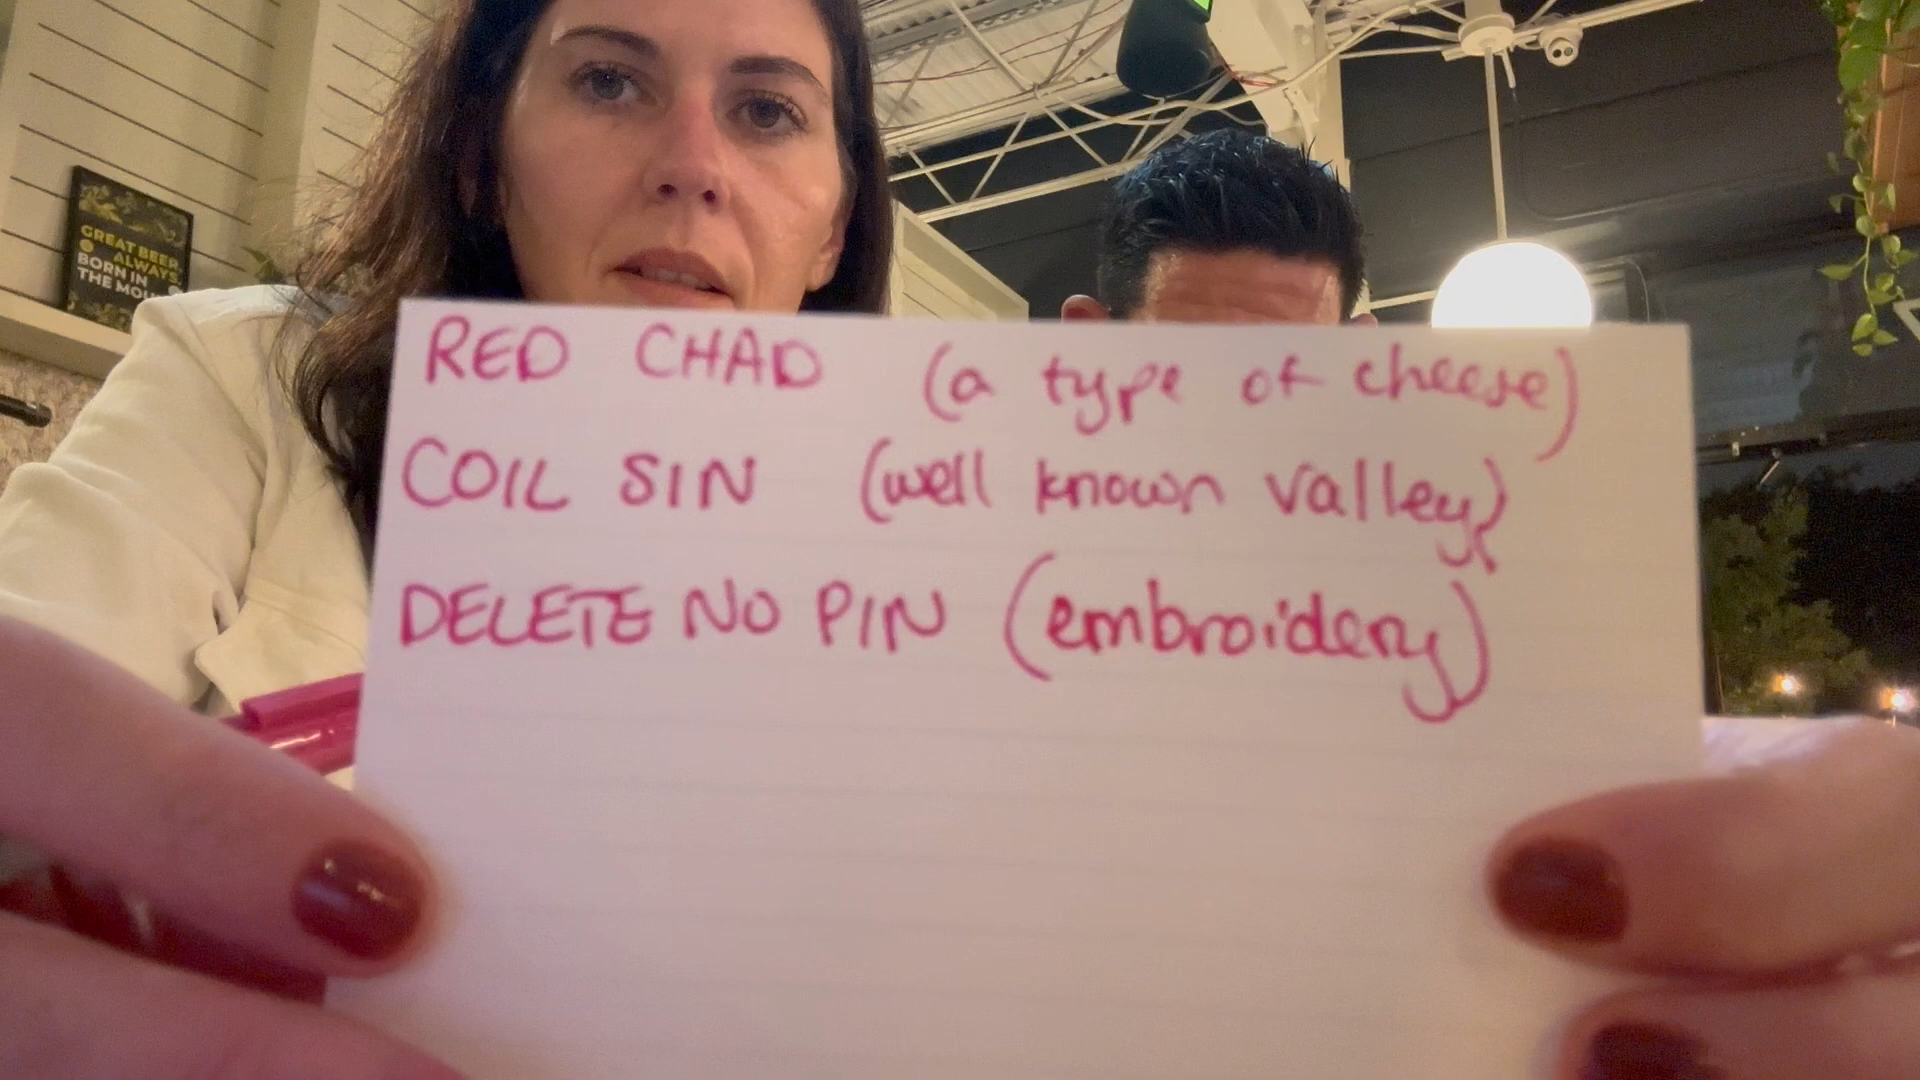 GREAT BEER
ALWAYS
BORN IN
THE
RED CHAD (a type of cheese)
COIL SIN (well known valley)
DELETE NO PIN (embroidery)